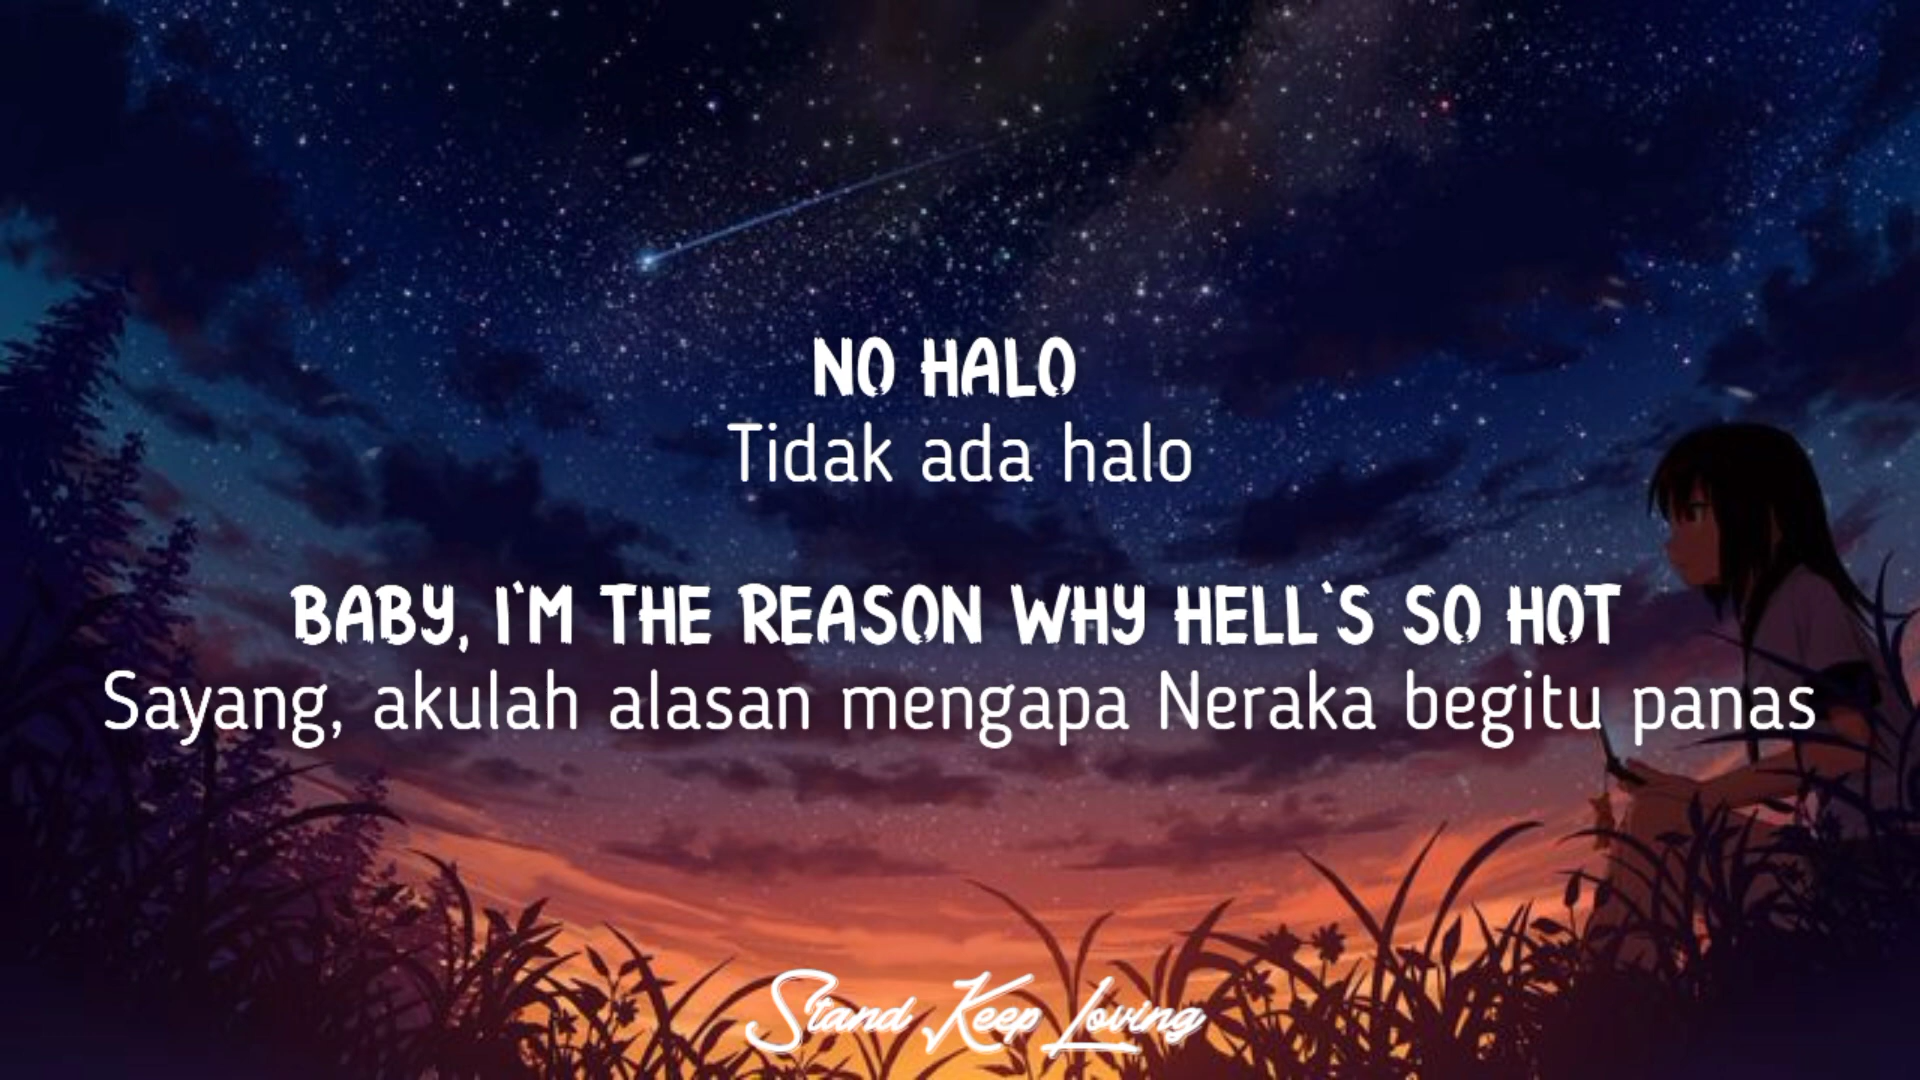 NO HALO
Tidak ada halo
BABY, I'M THE REASON WHY HELL'S SO HOT
Sayang, akulah alasan mengapa Neraka begitu panas
Stand Keep Loving